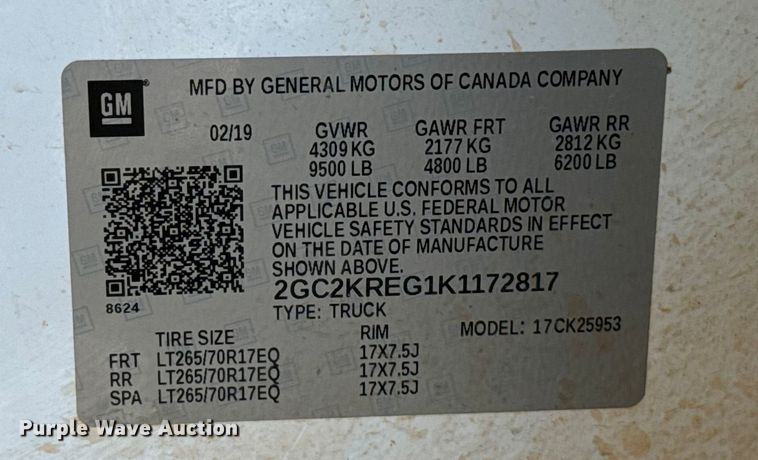 GM
MFD BY GENERAL MOTORS OF CANADA COMPANY
02/19 GVWR GAWR FRT GAWR RR
4309 KG 2177 KG 2812 KG
9500 LB 4800 LB 6200 LB
THIS VEHICLE CONFORMS TO ALL
APPLICABLE U.S. FEDERAL MOTOR
VEHICLE SAFETY STANDARDS IN EFFECT
ON THE DATE OF MANUFACTURE
SHOWN ABOVE.
8624
2GC2KREG1K1172817
TYPE: TRUCK
MODEL: 17CK25953
TIRE SIZE RIM
FRT LT265/70R17EQ 17X7.5J
RR LT265/70R17EQ 17X7.5J
SPA LT265/70R17EQ 17X7.5J
Purple Wave Auction